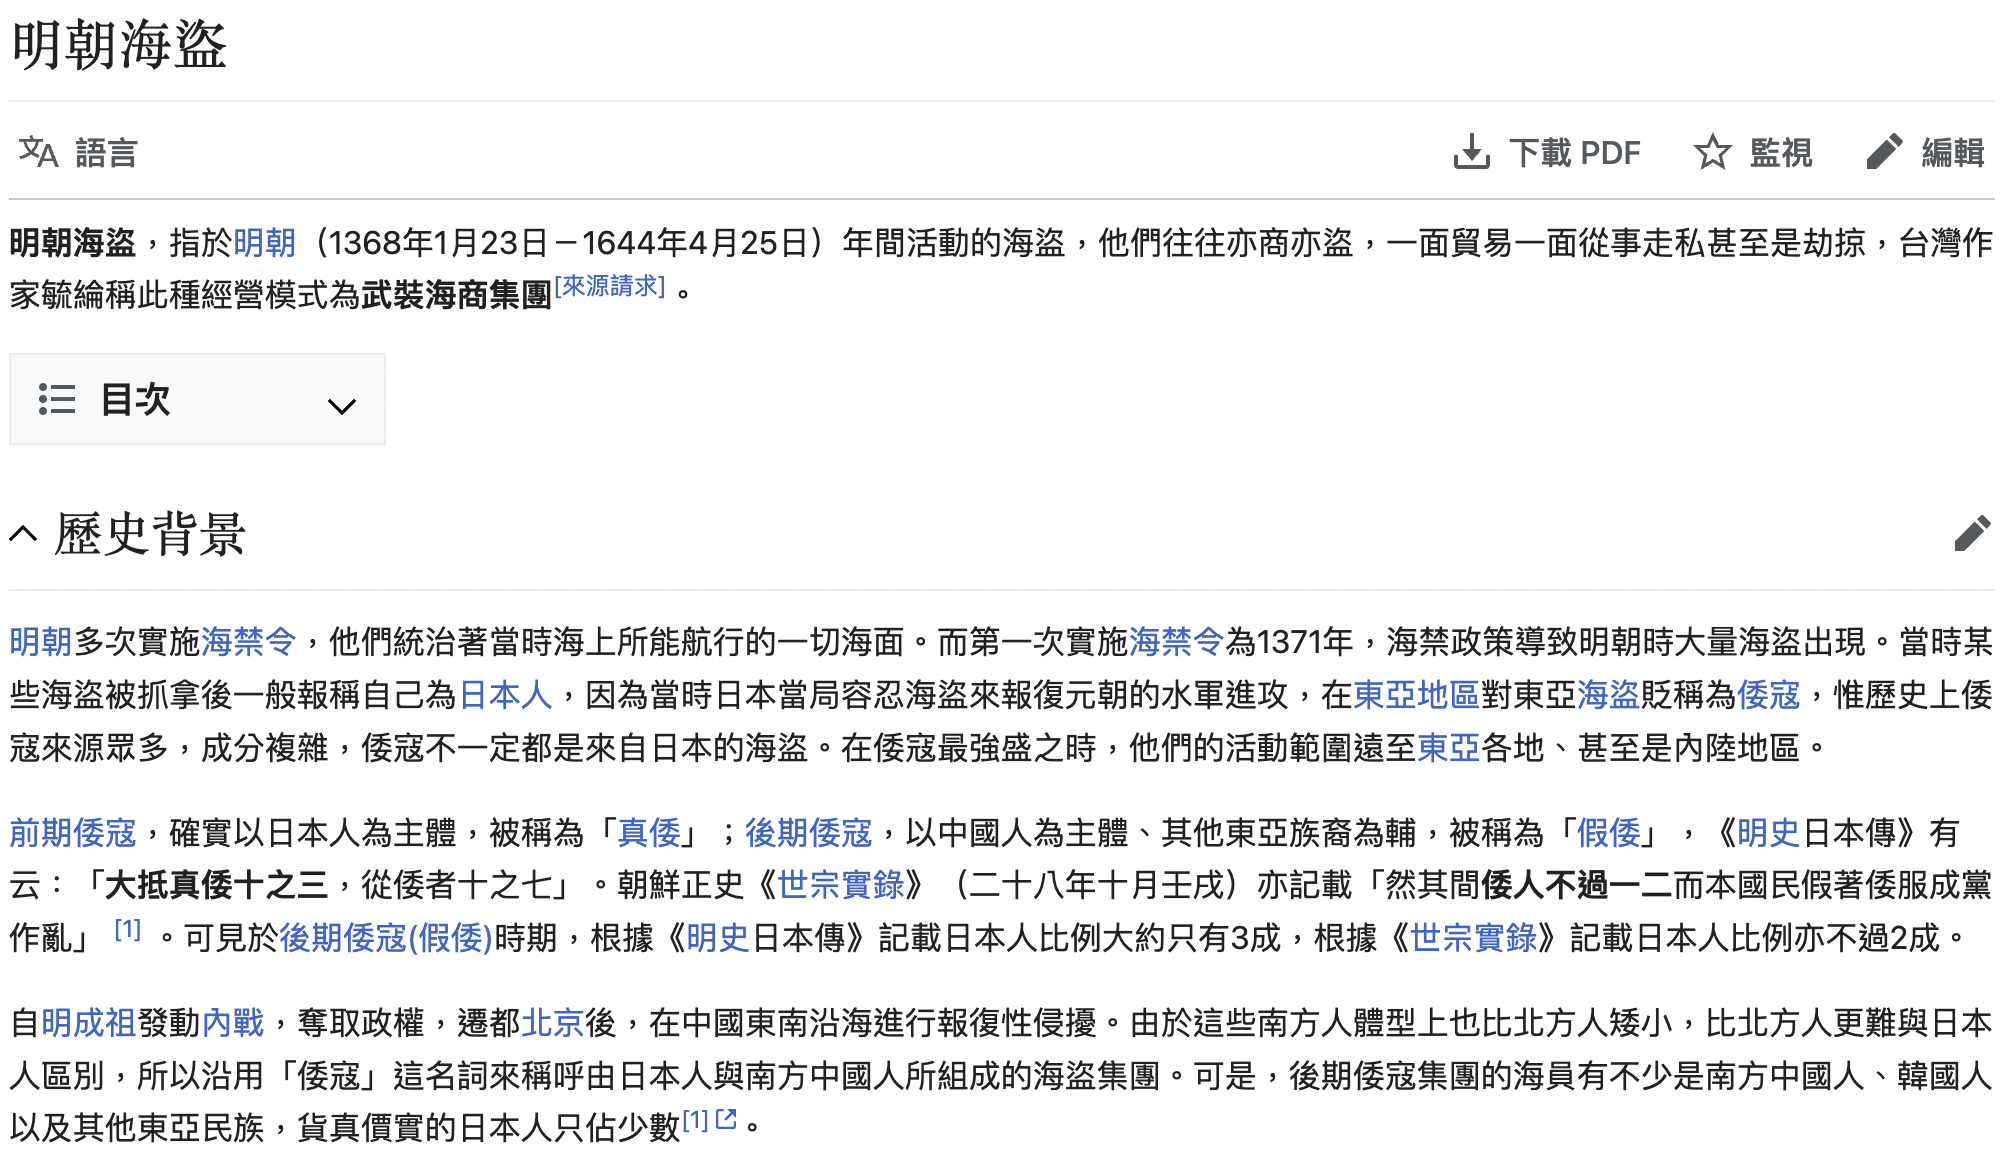 明朝海盜
文A 語言
下載 PDF
監視
編輯
明朝海盜，指於明朝（1368年1月23日－1644年4月25日）年間活動的海盜，他們往往亦商亦盜，一面貿易一面從事走私甚至是劫掠，台灣作
家毓綸稱此種經營模式為武裝海商集團[來源請求]。
目次
歷史背景
明朝多次實施海禁令，他們統治著當時海上所能航行的一切海面。而第一次實施海禁令為1371年，海禁政策導致明朝時大量海盜出現。當時某
些海盜被抓拿後一般報稱自己為日本人，因為當時日本當局容忍海盜來報復元朝的水軍進攻，在東亞地區對東亞海盜貶稱為倭寇，惟歷史上倭
寇來源眾多，成分複雜，倭寇不一定都是來自日本的海盜。在倭寇最強盛之時，他們的活動範圍遠至東亞各地、甚至是內陸地區。
前期倭寇，確實以日本人為主體，被稱為「真倭」；後期倭寇，以中國人為主體、其他東亞族裔為輔，被稱為「假倭」，《明史日本傳》有
云：「大抵真倭十之三，從倭者十之七」。朝鮮正史《世宗實錄》（二十八年十月壬戌）亦記載「然其間倭人不過一二而本國民假著倭服成黨
作亂」[1]。可見於後期倭寇(假倭)時期，根據《明史日本傳》記載日本人比例大約只有3成，根據《世宗實錄》記載日本人比例亦不過2成。
自明成祖發動內戰，奪取政權，遷都北京後，在中國東南沿海進行報復性侵擾。由於這些南方人體型上也比北方人矮小，比北方人更難與日本
人區別，所以沿用「倭寇」這名詞來稱呼由日本人與南方中國人所組成的海盜集團。可是，後期倭寇集團的海員有不少是南方中國人、韓國人
以及其他東亞民族，貨真價實的日本人只佔少數[1]。